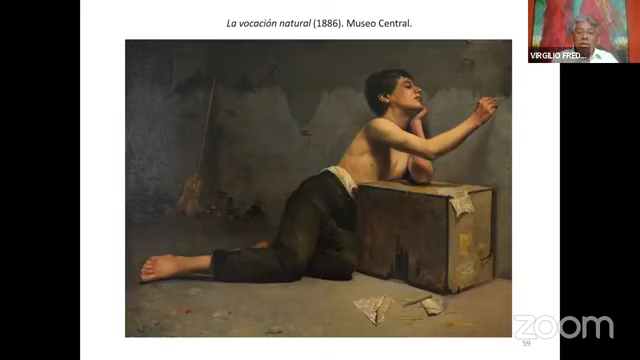 La vocación natural (1886). Museo Central.
VIRGILIO FRED...
zoom
59